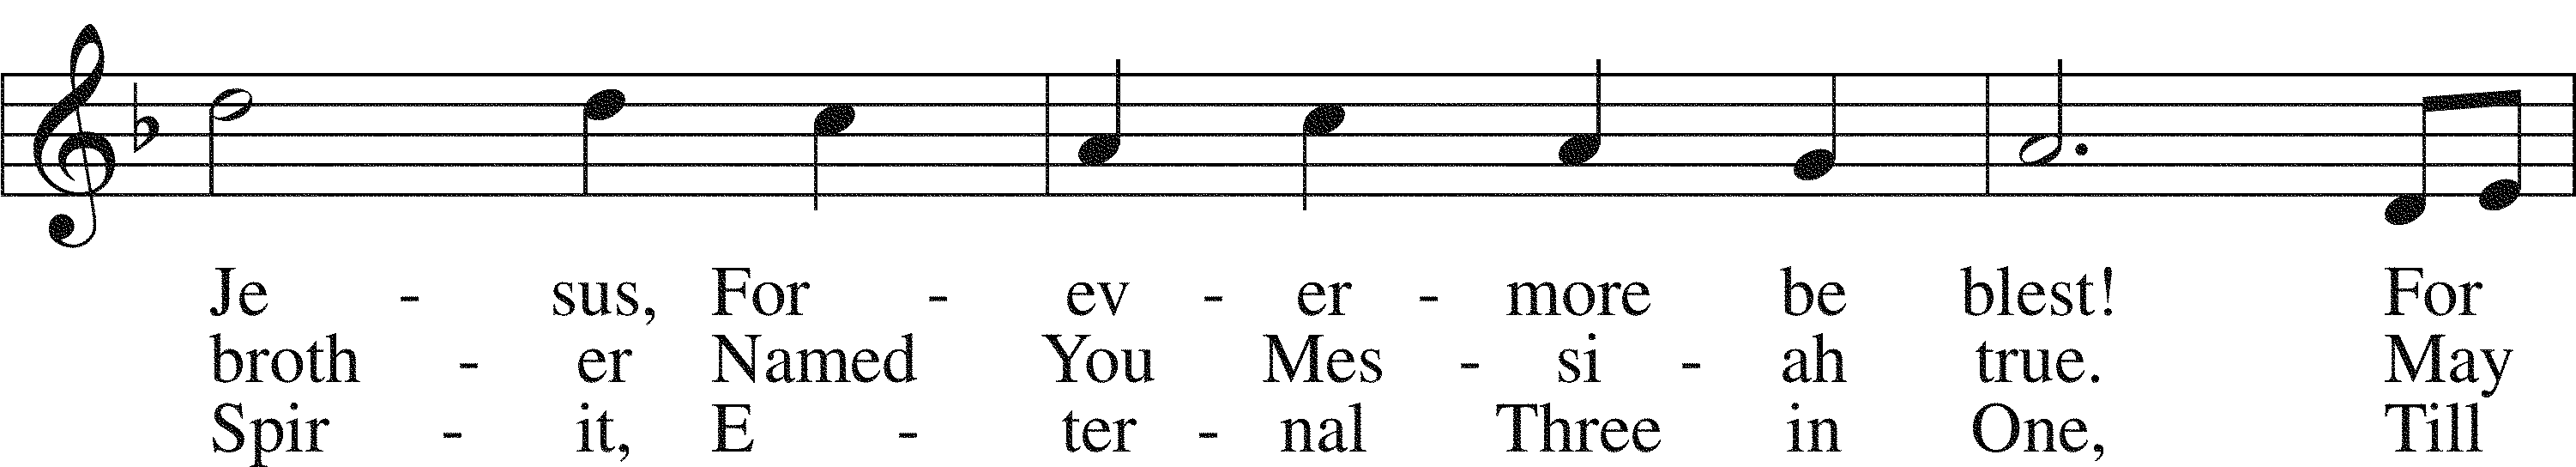 Je - sus, For - ev - er - more be blest! For
broth - er Named You Mes - si - ah true. May
Spir - it, E - ter - nal Three in One, Till